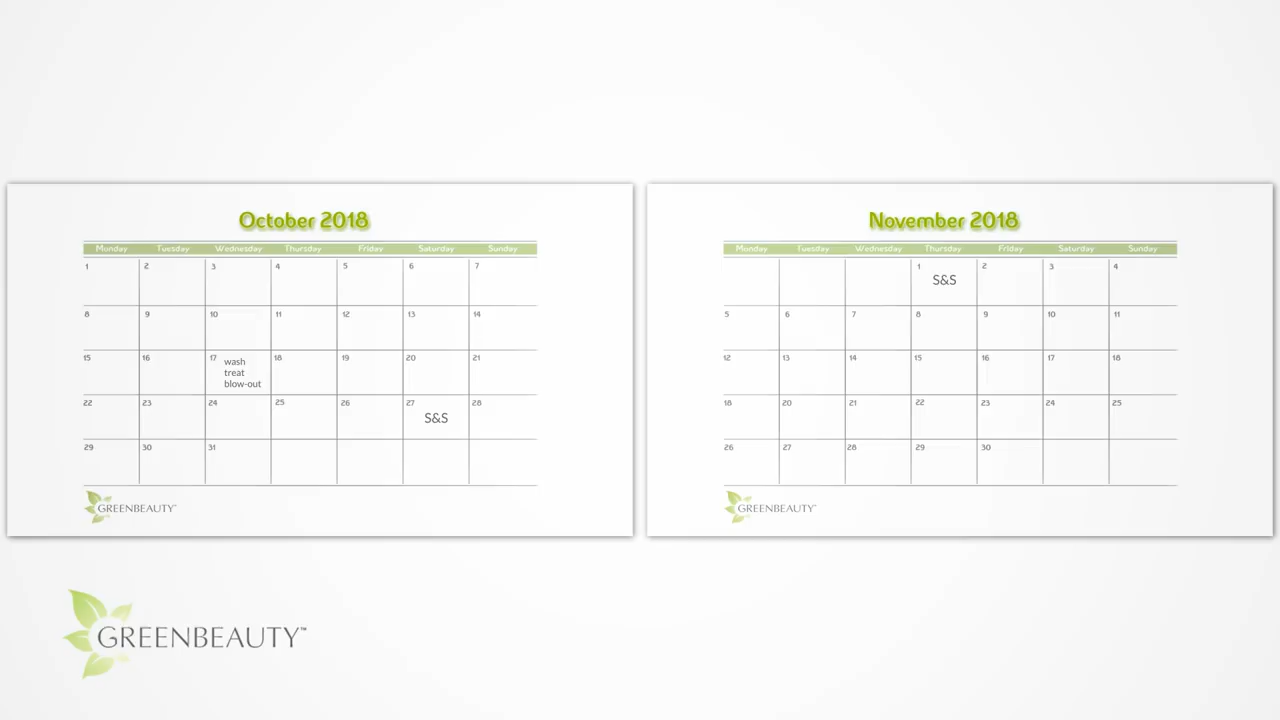 October 2018
Monday Tuesday Wednesday Thursday Friday Saturday Sunday
1 2 3 4 5 6 7
8 9 10 11 12 13 14
15 16 17 18 19 20 21
wash
treat
blow-out
22 23 24 25 26 27 28
S&S
29 30 31
GREENBEAUTY™
November 2018
Monday Tuesday Wednesday Thursday Friday Saturday Sunday
1 2 3 4
S&S
5 6 7 8 9 10 11
12 13 14 15 16 17 18
18 20 21 22 23 24 25
26 27 28 29 30
GREENBEAUTY™
GREENBEAUTY™